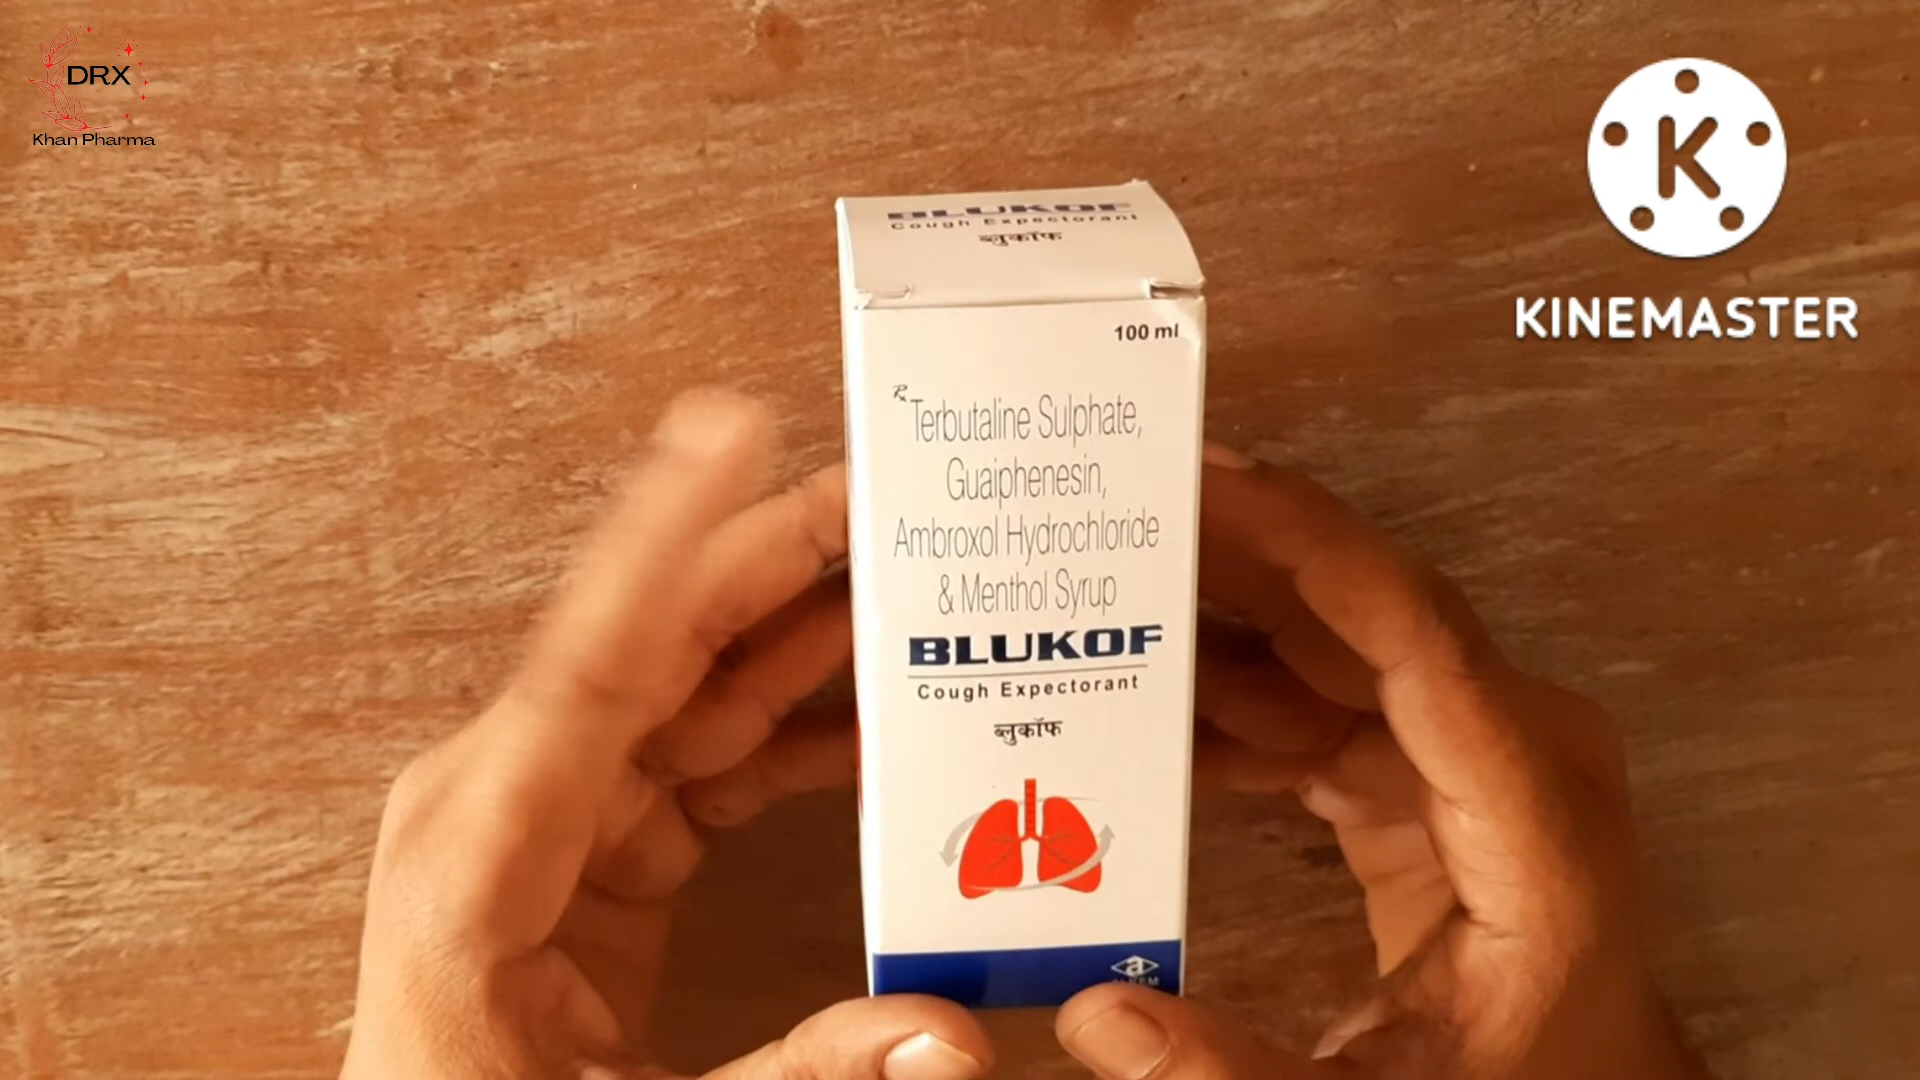 DRX
Khan Pharma
KINEMASTER
BLUKOF
Cough Expectorant
ब्लुकॉफ
100 ml
Rx
Terbutaline Sulphate,
Guaiphenesin,
Ambroxol Hydrochloride
& Menthol Syrup
BLUKOF
Cough Expectorant
ब्लुकॉफ